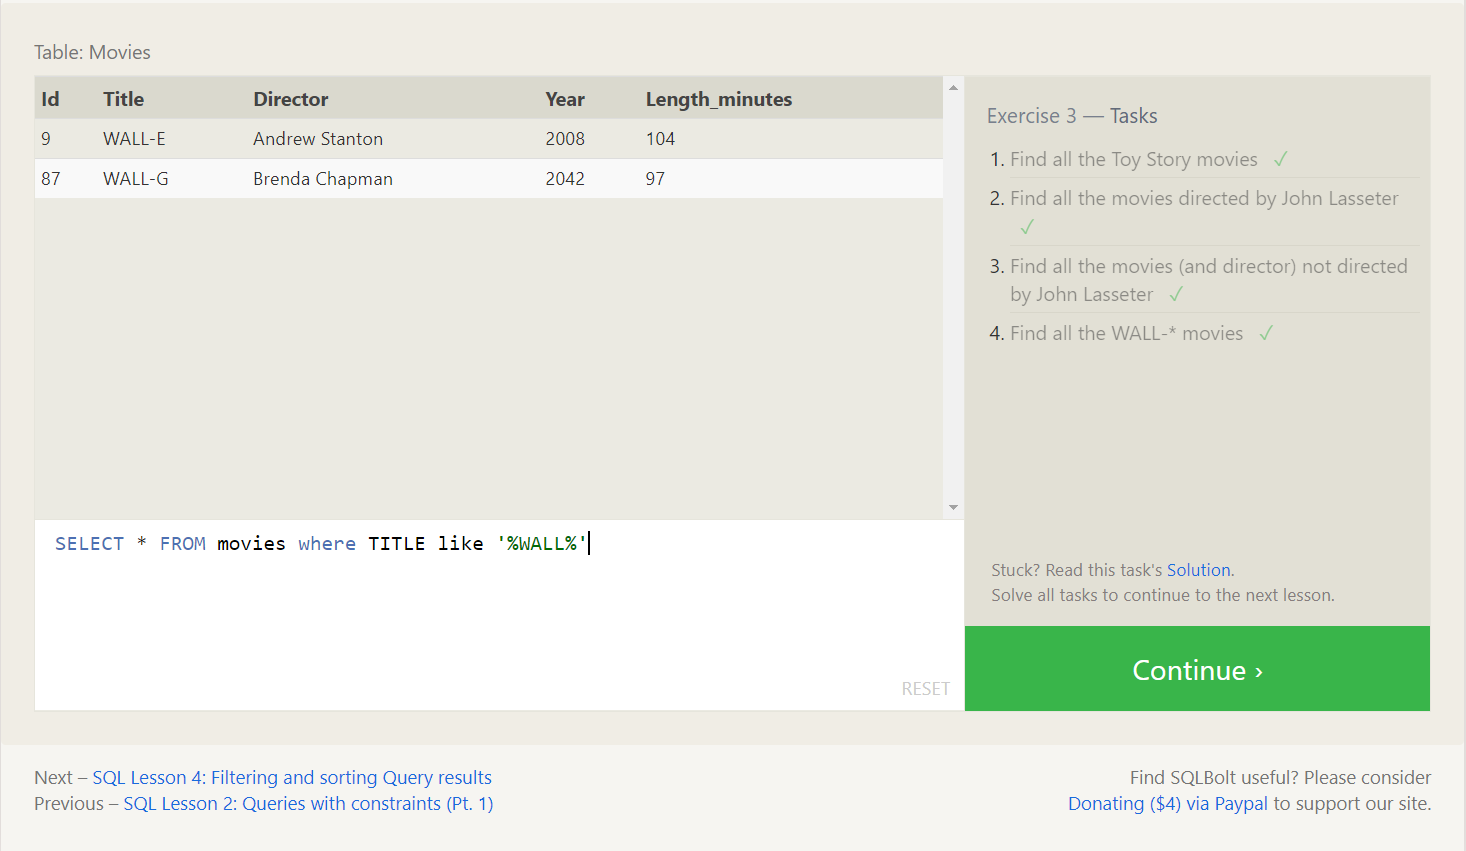 Table: Movies
Id Title Director Year Length_minutes
9 WALL-E Andrew Stanton 2008 104
87 WALL-G Brenda Chapman 2042 97
SELECT * FROM movies where TITLE like '%WALL%'
RESET
Exercise 3 — Tasks
1. Find all the Toy Story movies ✓
2. Find all the movies directed by John Lasseter
✓
3. Find all the movies (and director) not directed
by John Lasseter ✓
4. Find all the WALL-* movies ✓
Stuck? Read this task's Solution.
Solve all tasks to continue to the next lesson.
Continue ›
Next – SQL Lesson 4: Filtering and sorting Query results
Previous – SQL Lesson 2: Queries with constraints (Pt. 1)
Find SQLBolt useful? Please consider
Donating ($4) via Paypal to support our site.